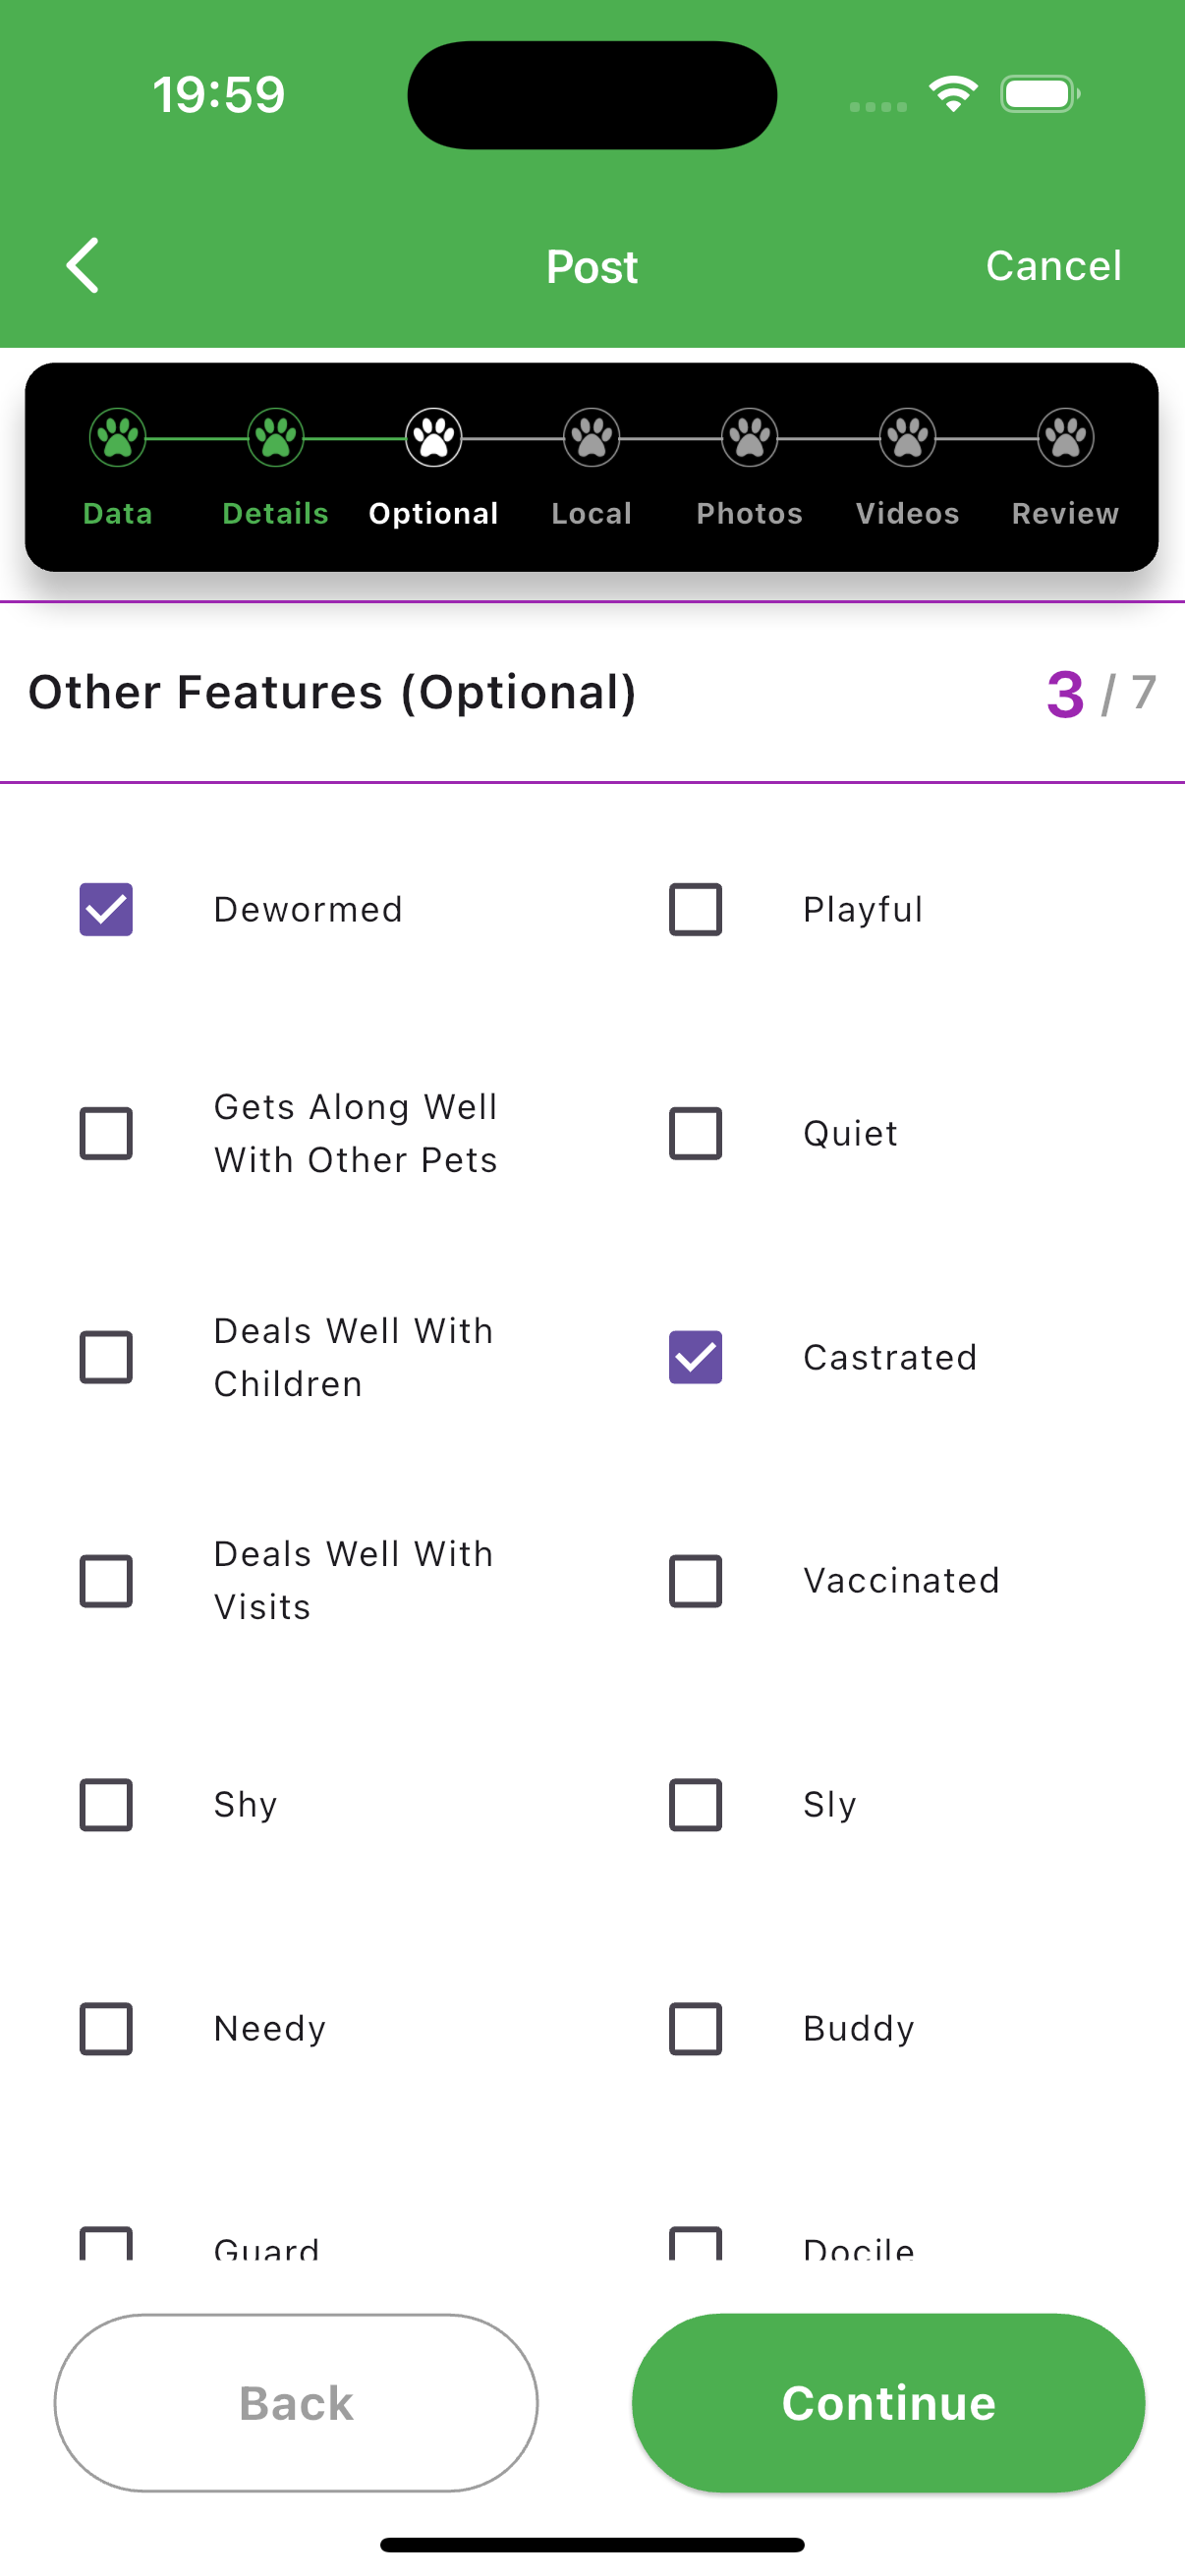 19:59
Post
Cancel
Data
Details
Optional
Local
Photos
Videos
Review
Other Features (Optional)
3 / 7
Dewormed
Playful
Gets Along Well
With Other Pets
Quiet
Deals Well With
Children
Castrated
Deals Well With
Visits
Vaccinated
Shy
Sly
Needy
Buddy
Guard
Docile
Back
Continue